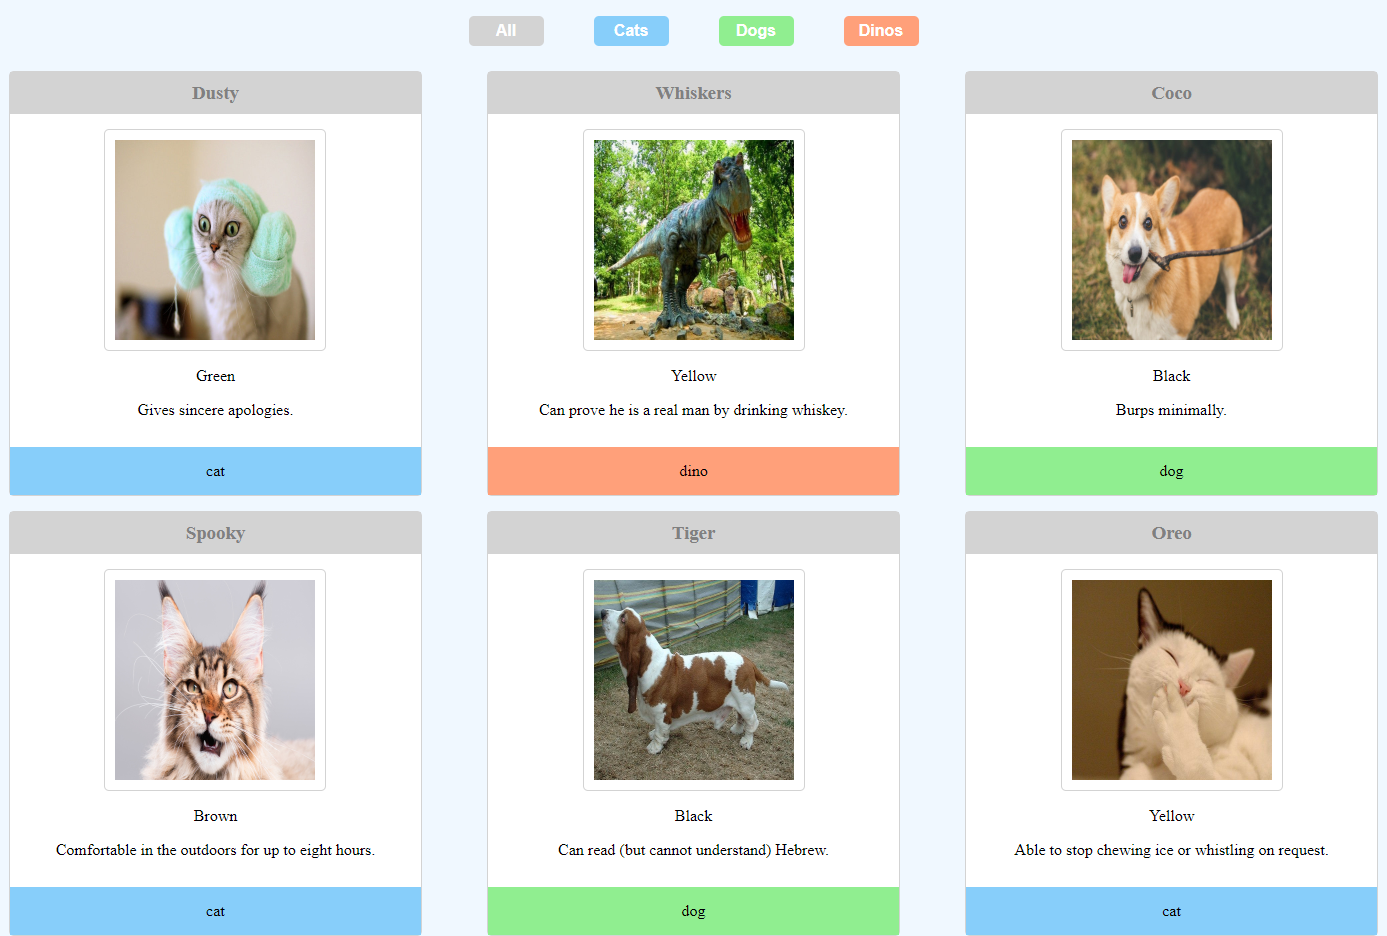 All Cats Dogs Dinos
Dusty
Green
Gives sincere apologies.
cat
Whiskers
Yellow
Can prove he is a real man by drinking whiskey.
dino
Coco
Black
Burps minimally.
dog
Spooky
Brown
Comfortable in the outdoors for up to eight hours.
cat
Tiger
Black
Can read (but cannot understand) Hebrew.
dog
Oreo
Yellow
Able to stop chewing ice or whistling on request.
cat